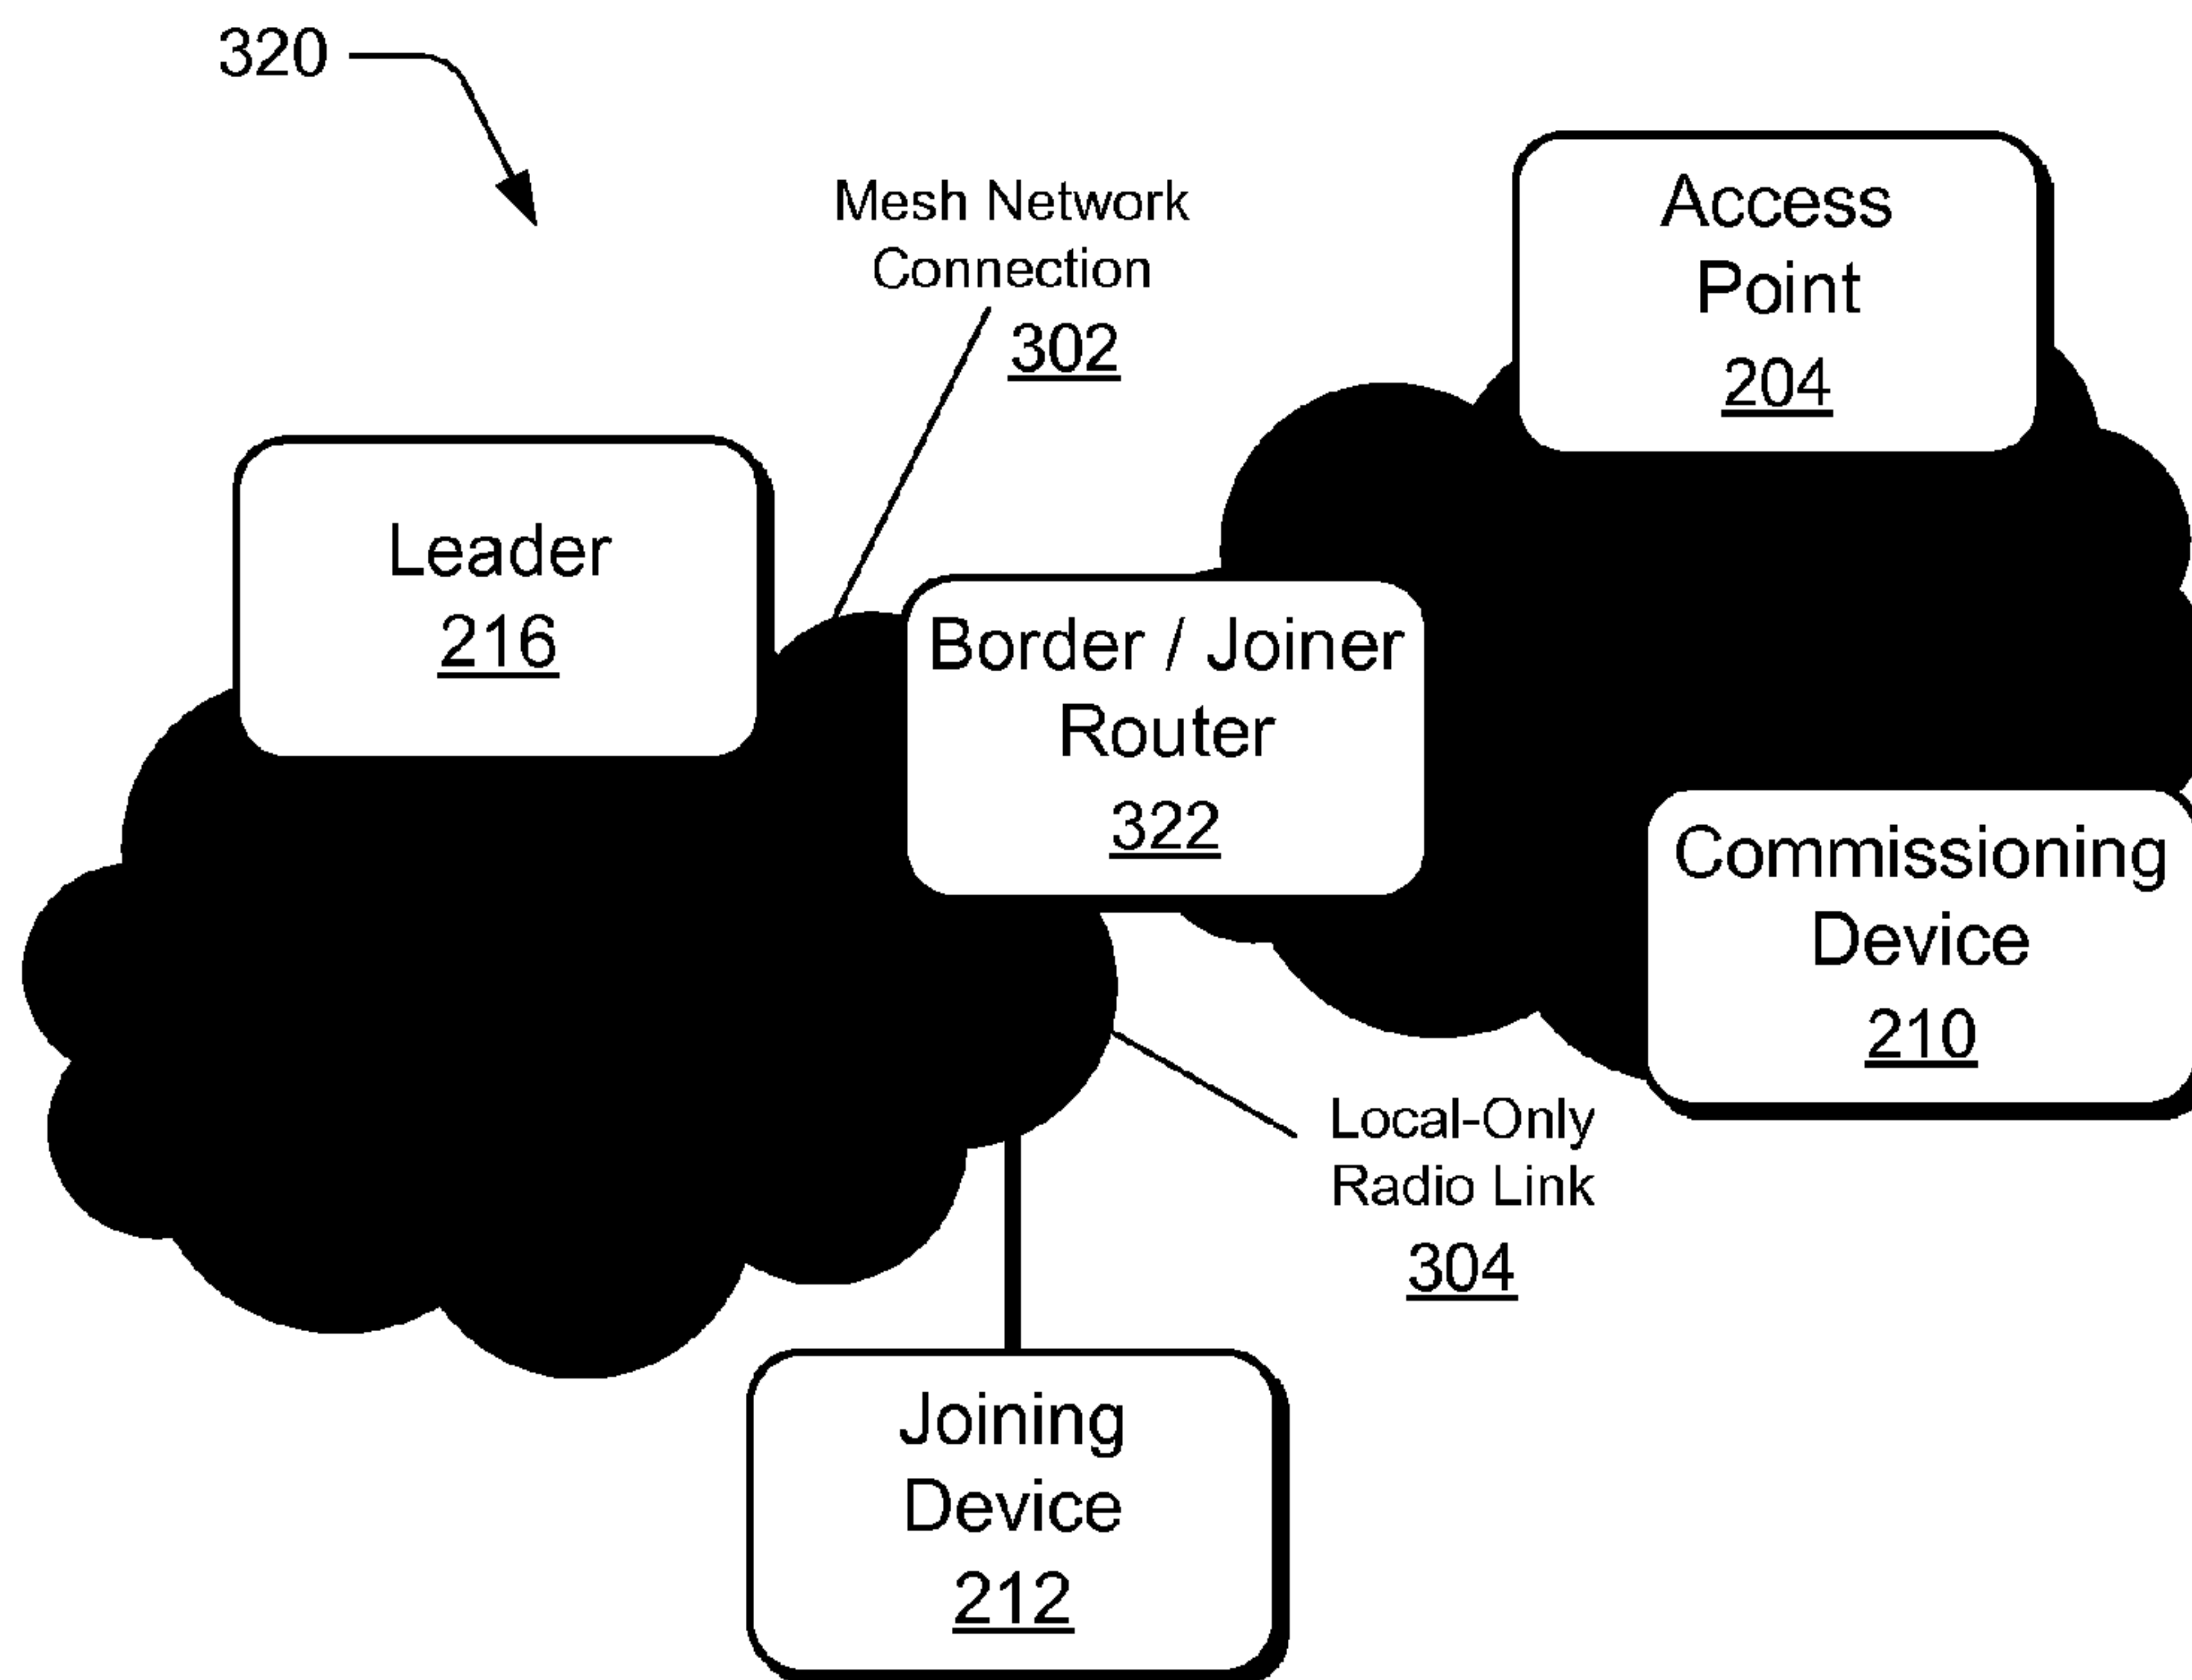 320
Mesh Network
Connection
302
Access
Point
204
Leader
216
Border / Joiner
Router
322
Commissioning
Device
210
Local-Only
Radio Link
304
Joining
Device
212